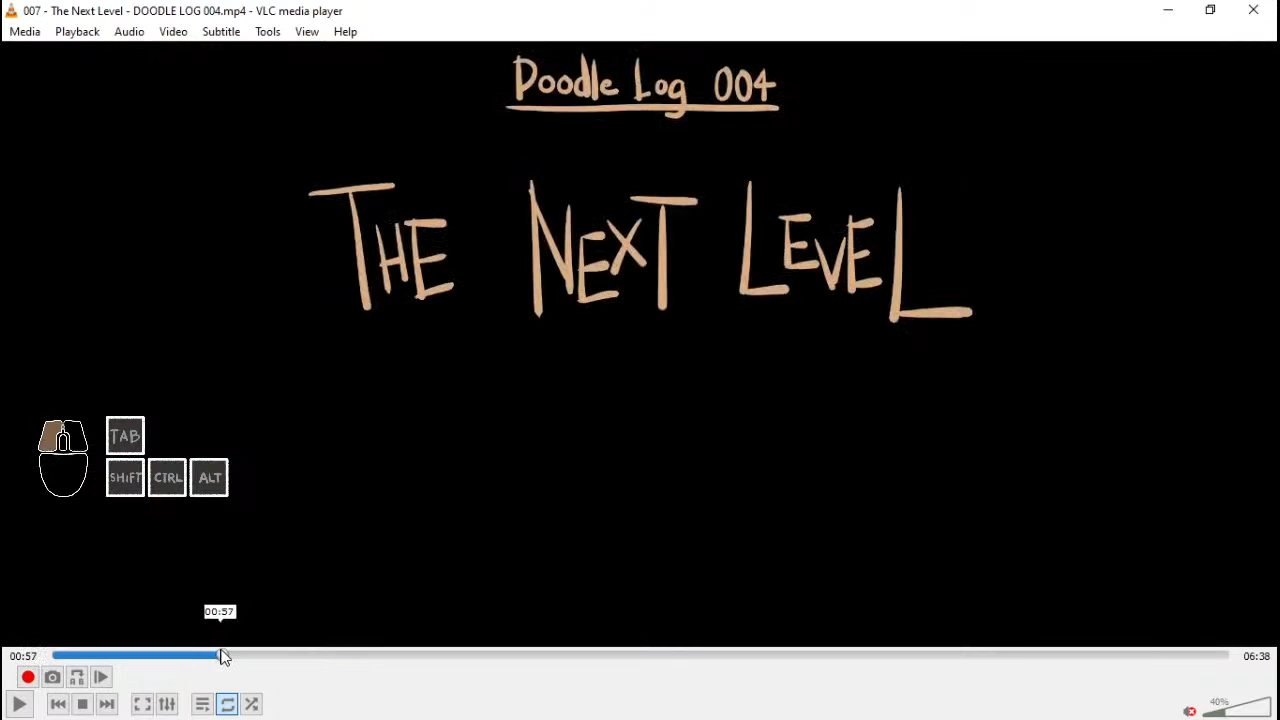 007 - The Next Level - DOODLE LOG 004.mp4 - VLC media player
Media Playback Audio Video Subtitle Tools View Help
Doodle Log 004
THE NEXT LEVEL
TAB
SHIFT CTRL ALT
00:57
00:57 06:38
A B
40%